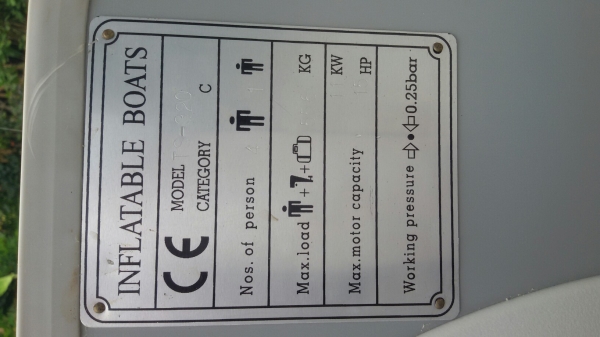 INFLATABLE BOATS
CE MODEL
CATEGORY C
Nos. of person
Max.load + + KG
Max.motor capacity KW
HP
Working pressure 0.25bar